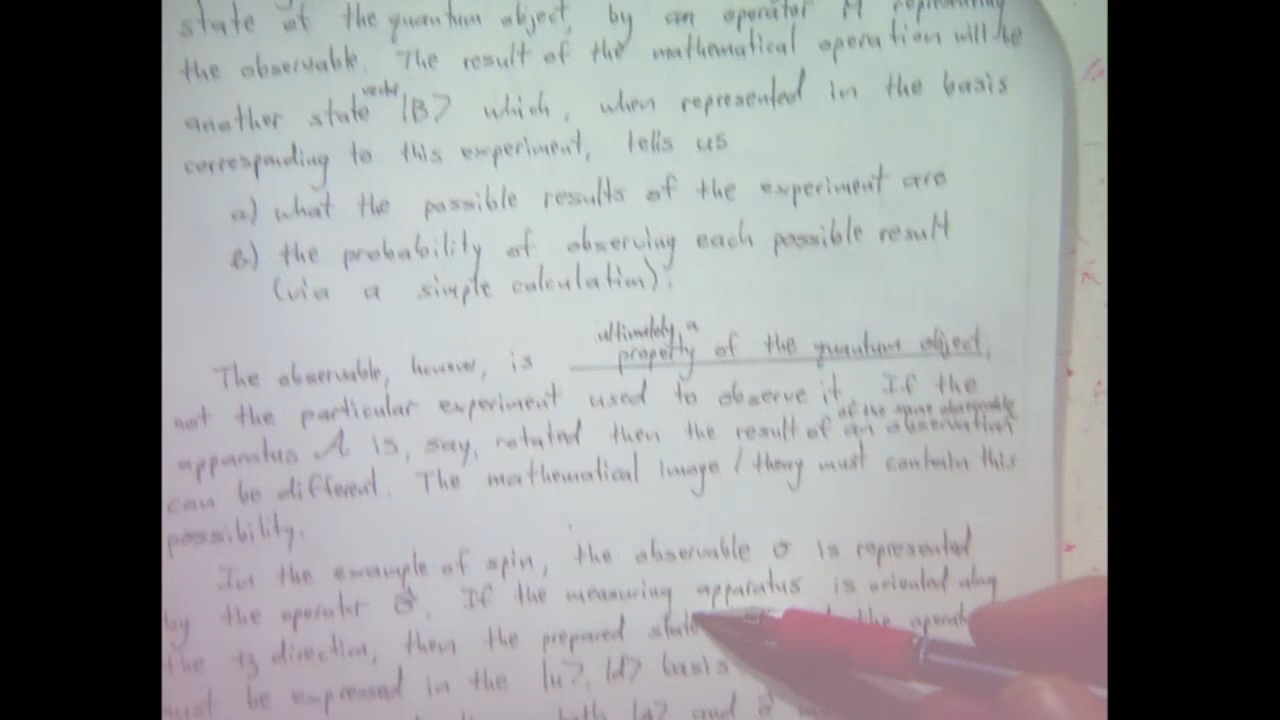 state of the quantum object, by an operator M representing
the observable. The result of the mathematical operation will be
another state vector |B> which, when represented in the basis
corresponding to this experiment, tells us
a) what the possible results of the experiment are
b) the probability of observing each possible result
(via a simple calculation).
ultimately a
The observable, however, is property of the quantum object,
not the particular experiment used to observe it. If the
of the same observable
apparatus A is, say, rotated then the result of an observation
can be different. The mathematical image / theory must contain this
possibility.
In the example of spin, the observable σ is represented
by the operator σ. If the measuring apparatus is oriented along
the +z direction, then the prepared state the operator
must be expressed in the |u>, |d> basis
both |a> and σ